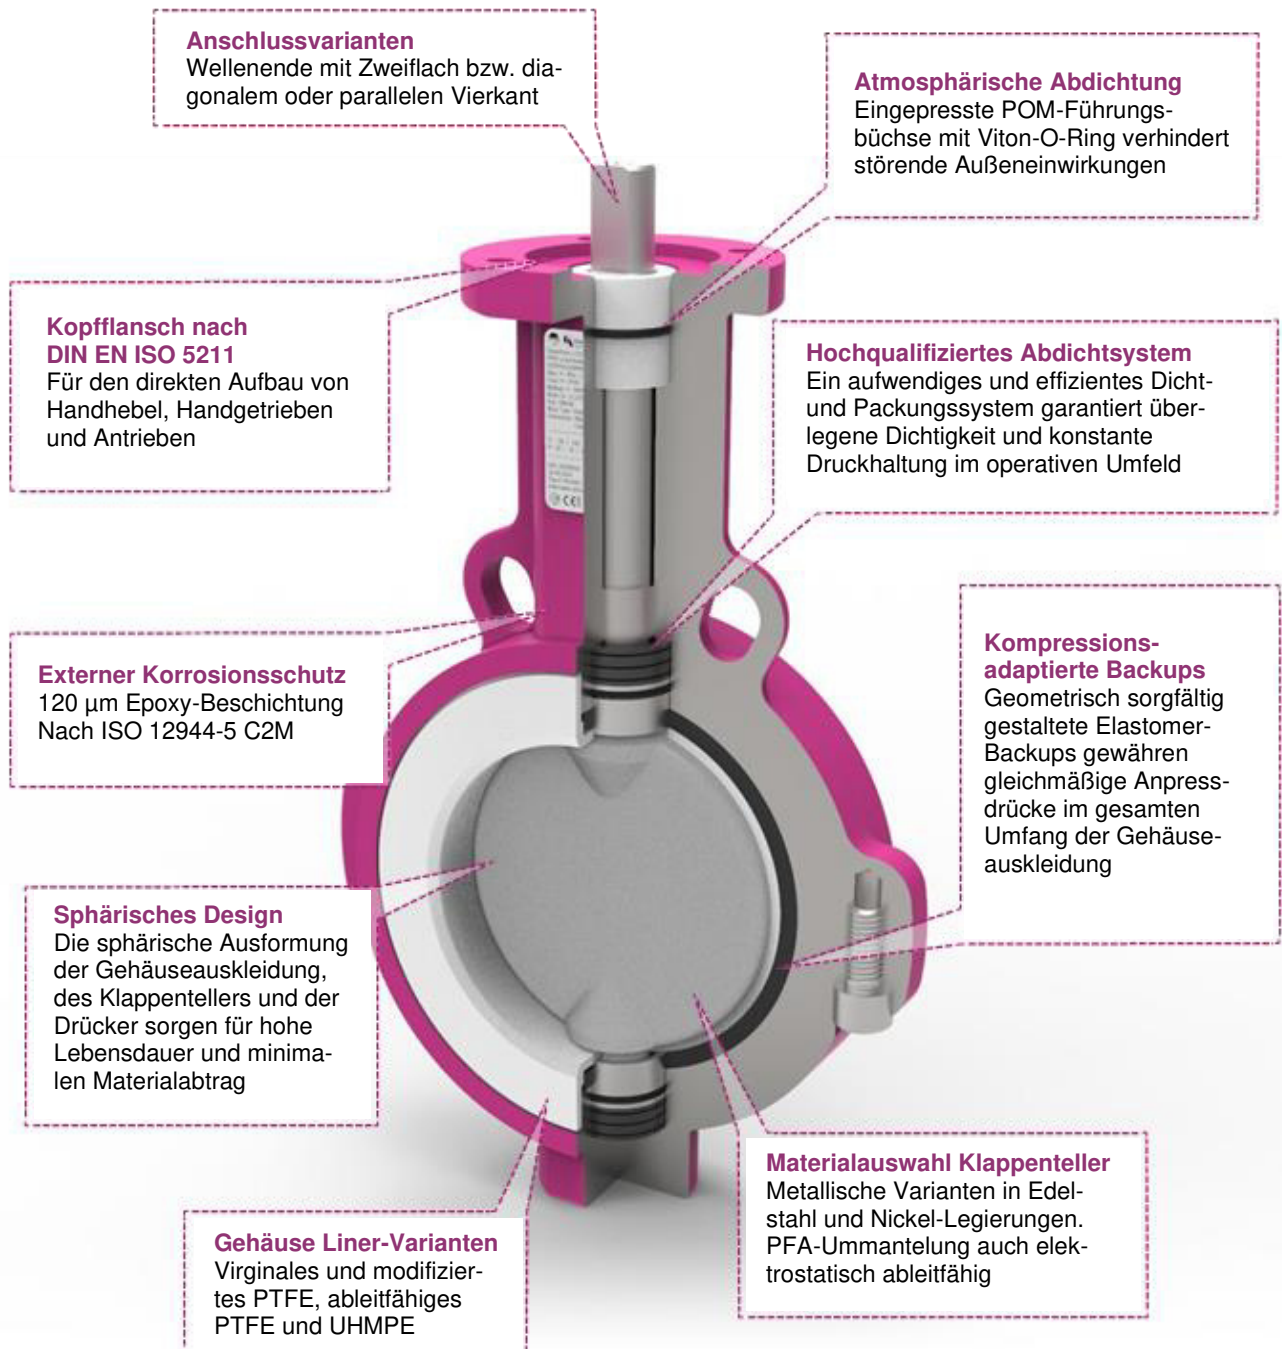 Anschlussvarianten
Wellenende mit Zweiflach bzw. dia-
gonalem oder parallelen Vierkant
Atmosphärische Abdichtung
Eingepresste POM-Führungs-
büchse mit Viton-O-Ring verhindert
störende Außeneinwirkungen
Kopfflansch nach
DIN EN ISO 5211
Für den direkten Aufbau von
Handhebel, Handgetrieben
und Antrieben
Hochqualifiziertes Abdichtsystem
Ein aufwendiges und effizientes Dicht-
und Packungssystem garantiert über-
legene Dichtigkeit und konstante
Druckhaltung im operativen Umfeld
Externer Korrosionsschutz
120 µm Epoxy-Beschichtung
Nach ISO 12944-5 C2M
Kompressions-
adaptierte Backups
Geometrisch sorgfältig
gestaltete Elastomer-
Backups gewähren
gleichmäßige Anpress-
drücke im gesamten
Umfang der Gehäuse-
auskleidung
Sphärisches Design
Die sphärische Ausformung
der Gehäuseauskleidung,
des Klappentellers und der
Drücker sorgen für hohe
Lebensdauer und minima-
len Materialabtrag
Materialauswahl Klappenteller
Metallische Varianten in Edel-
stahl und Nickel-Legierungen.
PFA-Ummantelung auch elek-
trostatisch ableitfähig
Gehäuse Liner-Varianten
Virginales und modifizier-
tes PTFE, ableitfähiges
PTFE und UHMPE